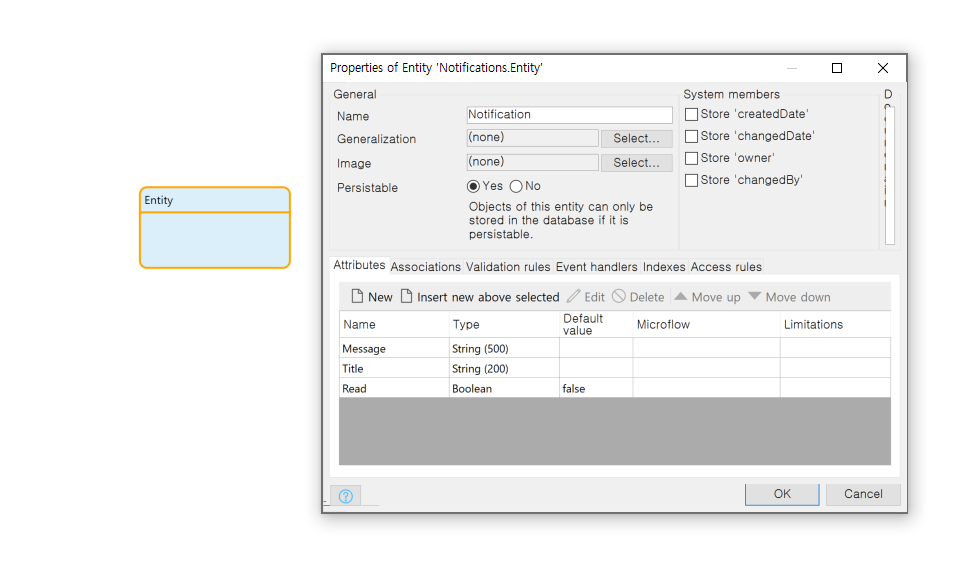 Properties of Entity 'Notifications.Entity'
General
Name
Notification
Generalization
(none)
Select...
Image
(none)
Select...
Persistable
Yes
No
Objects of this entity can only be
stored in the database if it is
persistable.
System members
Store 'createdDate'
Store 'changedDate'
Store 'owner'
Store 'changedBy'
D
Entity
Attributes Associations Validation rules Event handlers Indexes Access rules
New Insert new above selected Edit Delete Move up Move down
Name Type Default value Microflow Limitations
Message String (500)
Title String (200)
Read Boolean false
?
OK
Cancel